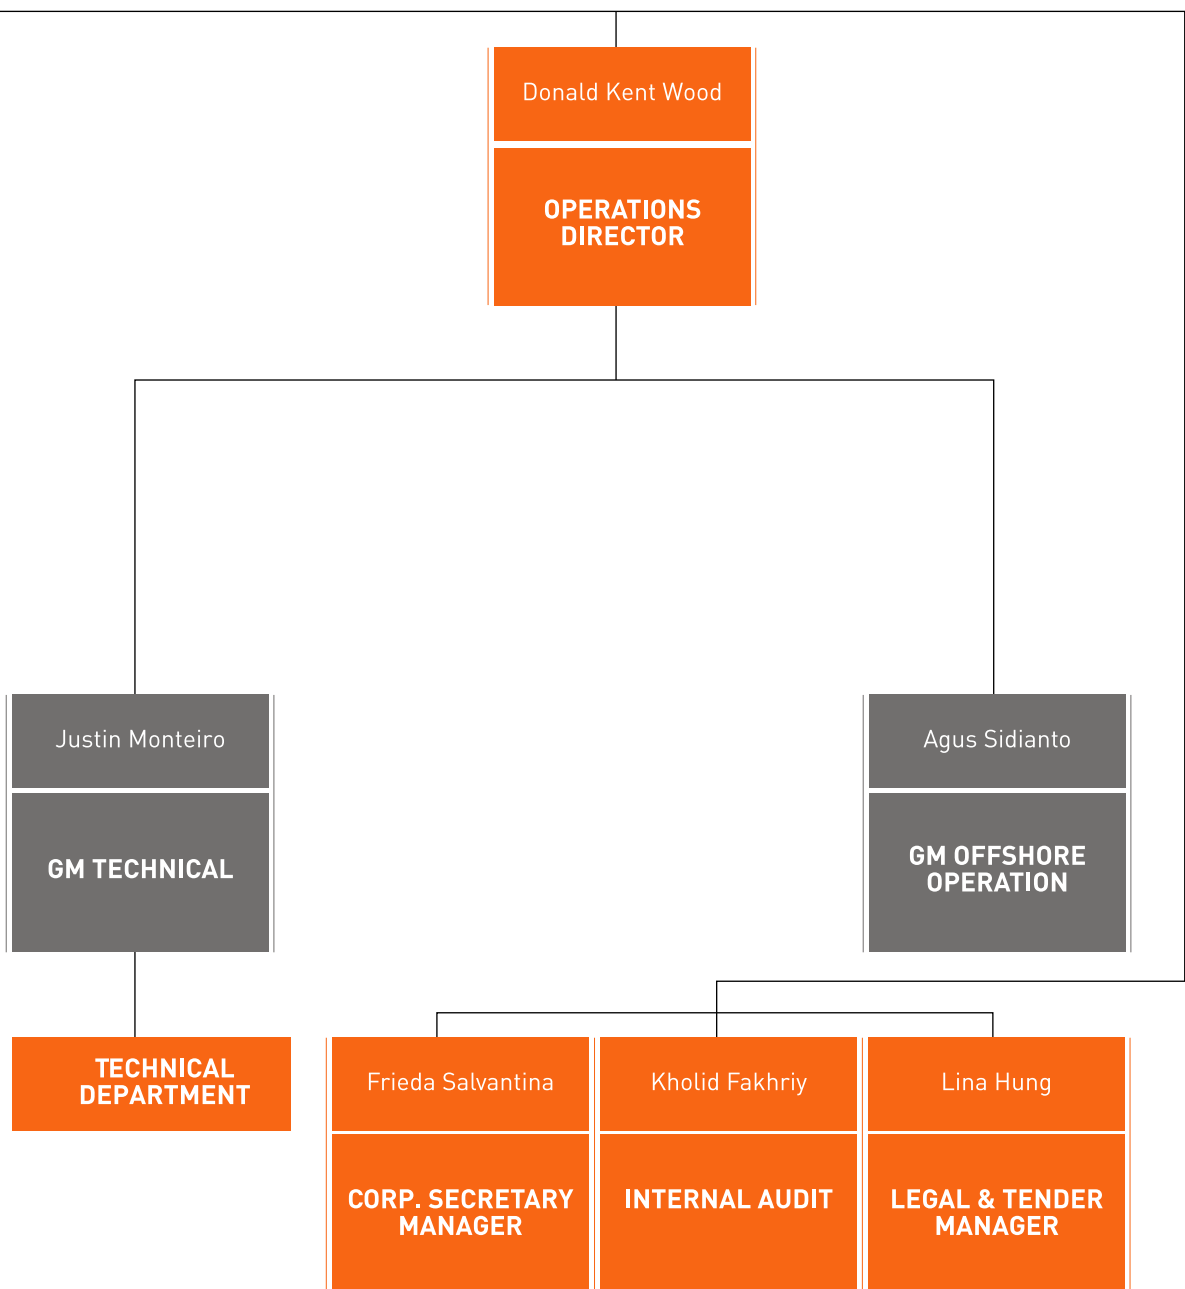 Donald Kent Wood
OPERATIONS
DIRECTOR
Justin Monteiro
GM TECHNICAL
Agus Sidianto
GM OFFSHORE
OPERATION
TECHNICAL
DEPARTMENT
Frieda Salvantina
CORP. SECRETARY
MANAGER
Kholid Fakhriy
INTERNAL AUDIT
Lina Hung
LEGAL & TENDER
MANAGER